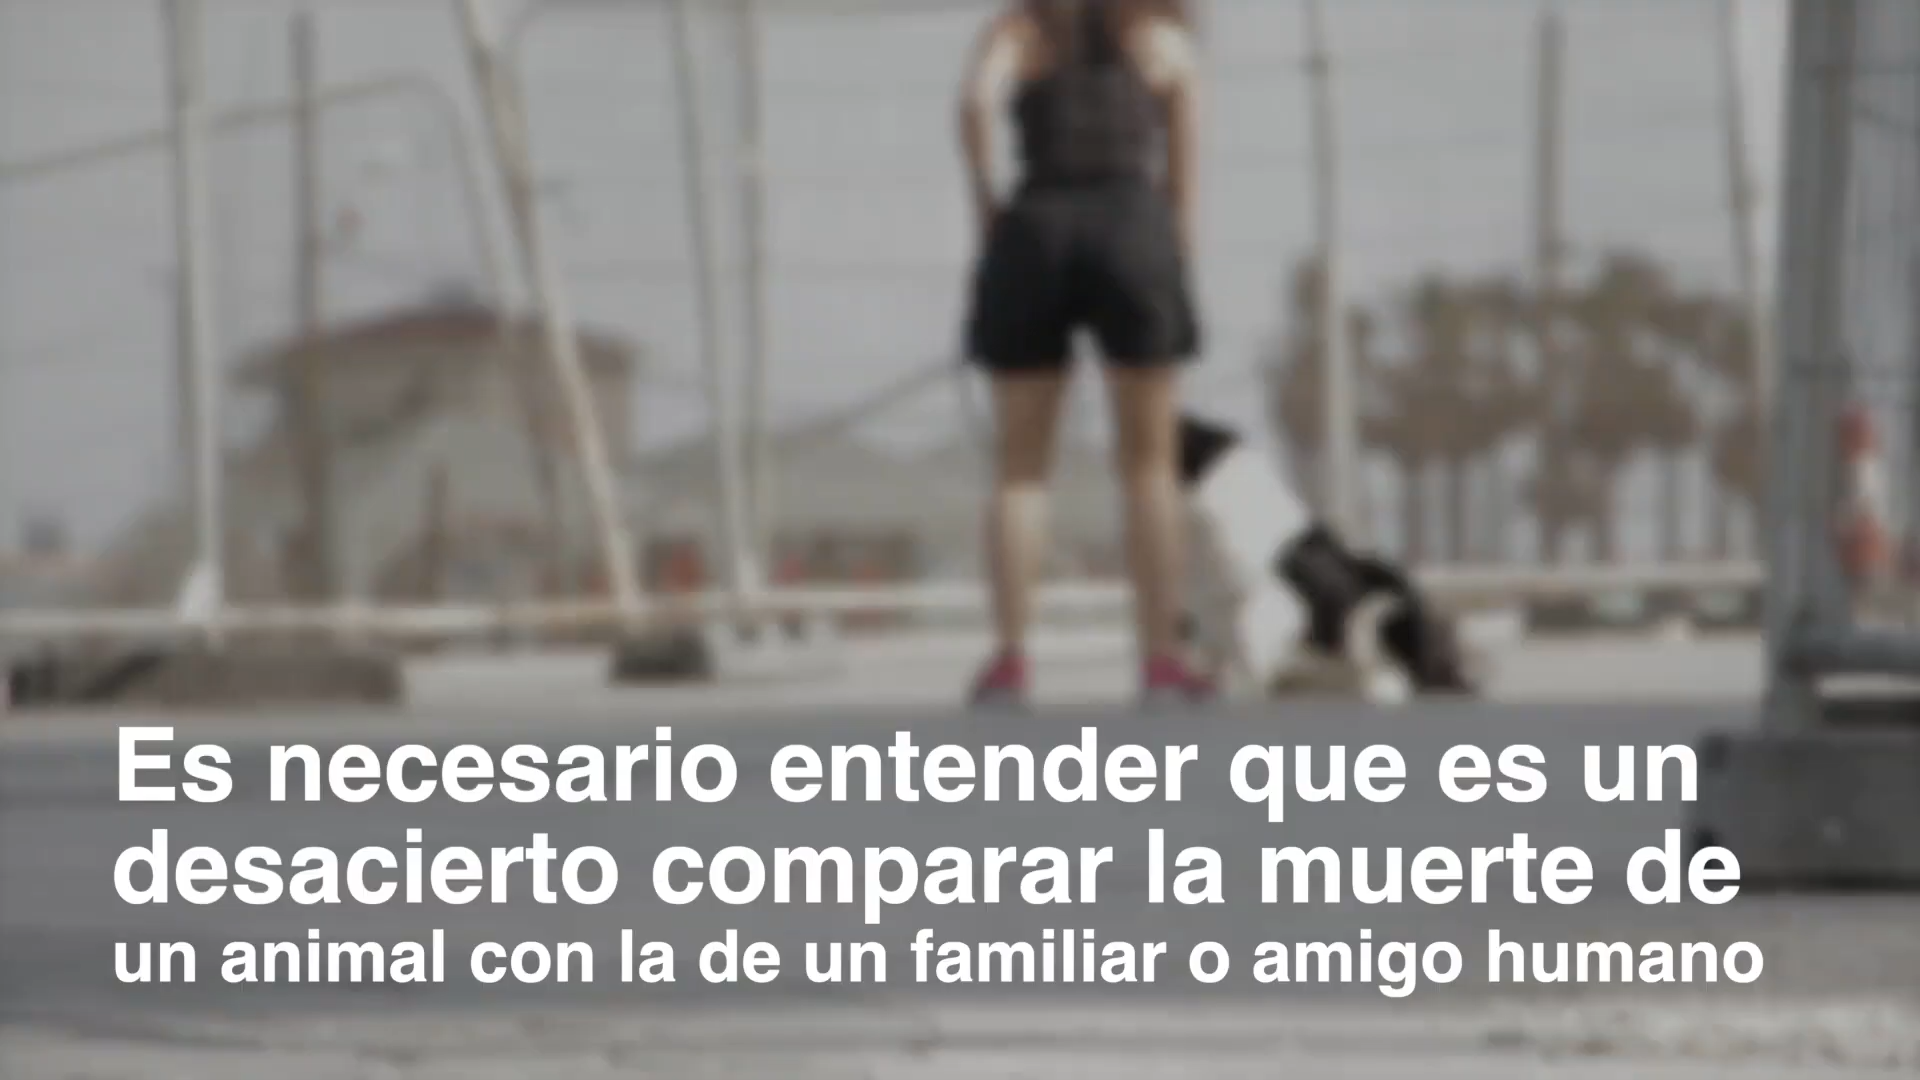 Es necesario entender que es un
desacierto comparar la muerte de
un animal con la de un familiar o amigo humano